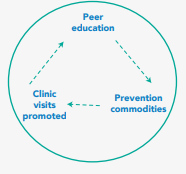 Peer
education
Prevention
commodities
Clinic
visits
promoted